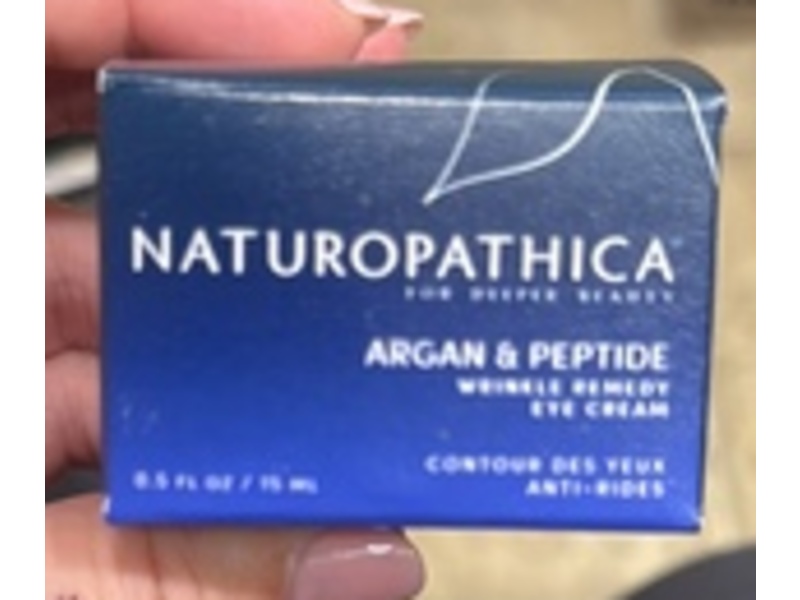 NATUROPATHICA
FOR DEEPER BEAUTY
ARGAN & PEPTIDE
WRINKLE REMEDY
EYE CREAM
CONTOUR DES YEUX
ANTI-RIDES
0.5 FL OZ / 15 ML